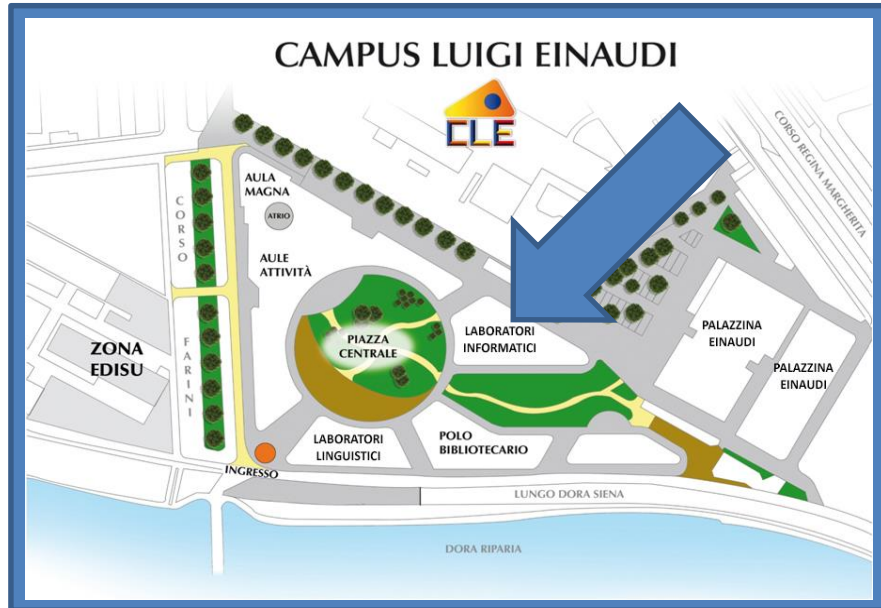 CAMPUS LUIGI EINAUDI
CLE
CORSO REGINA MARGHERITA
AULA
MAGNA
ATRIO
CORSO
AULE
ATTIVITÀ
LABORATORI
INFORMATICI
PALAZZINA
EINAUDI
PIAZZA
CENTRALE
ZONA
EDISU
FARINI
PALAZZINA
EINAUDI
LABORATORI
LINGUISTICI
POLO
BIBLIOTECARIO
INGRESSO
LUNGO DORA SIENA
DORA RIPARIA